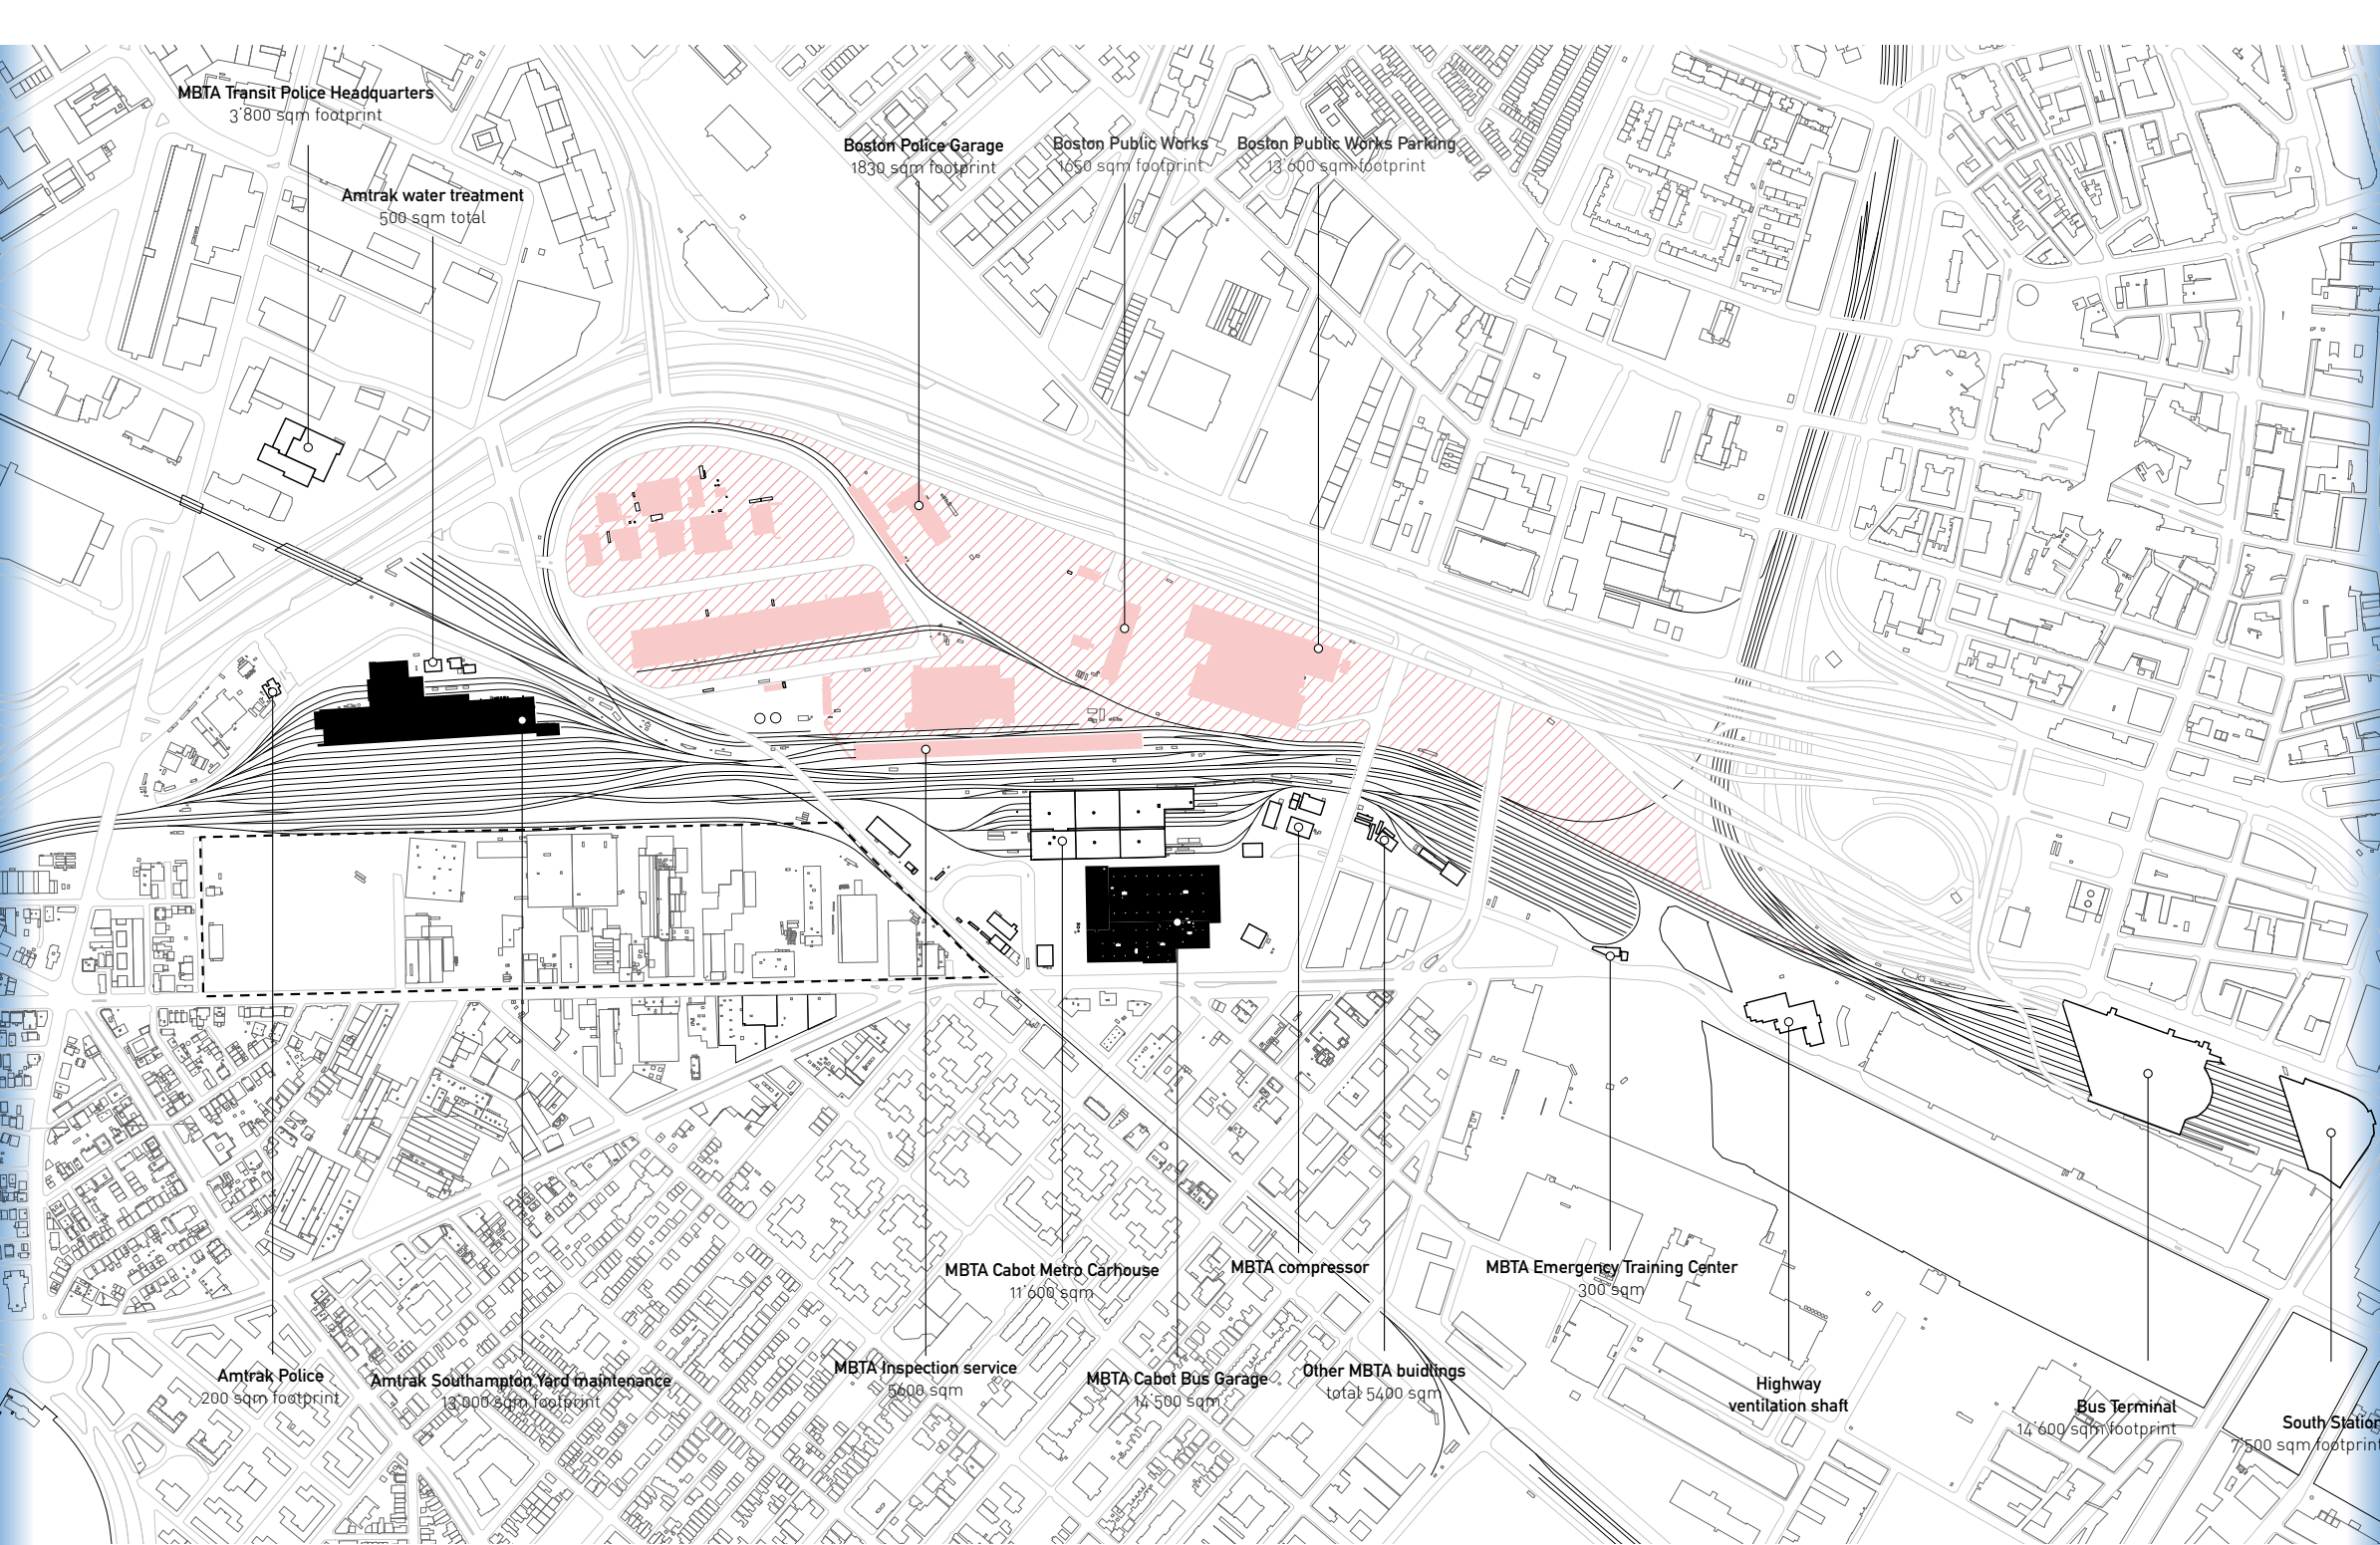 MBTA Transit Police Headquarters
3'800 sqm footprint
Amtrak water treatment
500 sqm total
Boston Police Garage
1830 sqm footprint
Boston Public Works
1650 sqm footprint
Boston Public Works Parking
13'600 sqm footprint
MBTA Cabot Metro Carhouse
11'600 sqm
MBTA compressor
MBTA Emergency Training Center
300 sqm
Amtrak Police
200 sqm footprint
Amtrak Southampton Yard maintenance
13'000 sqm footprint
MBTA Inspection service
5600 sqm
MBTA Cabot Bus Garage
14'500 sqm
Other MBTA buidlings
total 5400 sqm
Highway
ventilation shaft
Bus Terminal
14'600 sqm footprint
South Station
7'500 sqm footprint